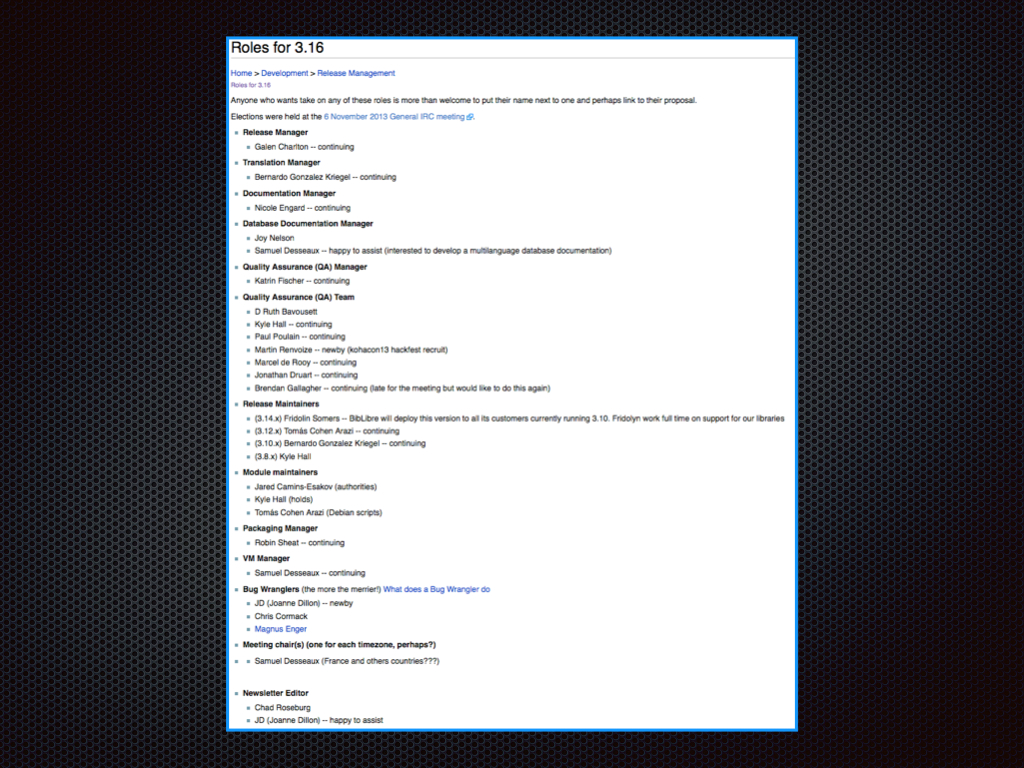 Roles for 3.16
Home > Development > Release Management
Roles for 3.16
Anyone who wants take on any of these roles is more than welcome to put their name next to one and perhaps link to their proposal.
Elections were held at the 6 November 2013 General IRC meeting.
Release Manager
Galen Charlton -- continuing
Translation Manager
Bernardo Gonzalez Kriegel -- continuing
Documentation Manager
Nicole Engard -- continuing
Database Documentation Manager
Joy Nelson
Samuel Desseaux -- happy to assist (interested to develop a multilanguage database documentation)
Quality Assurance (QA) Manager
Katrin Fischer -- continuing
Quality Assurance (QA) Team
D Ruth Bavousett
Kyle Hall -- continuing
Paul Poulain -- continuing
Martin Renvoize -- newby (kohacon13 hackfest recruit)
Marcel de Rooy -- continuing
Jonathan Druart -- continuing
Brendan Gallagher -- continuing (late for the meeting but would like to do this again)
Release Maintainers
(3.14.x) Fridolin Somers -- BibLibre will deploy this version to all its customers currently running 3.10. Fridolyn work full time on support for our libraries
(3.12.x) Tomás Cohen Arazi -- continuing
(3.10.x) Bernardo Gonzalez Kriegel -- continuing
(3.8.x) Kyle Hall
Module maintainers
Jared Camins-Esakov (authorities)
Kyle Hall (holds)
Tomás Cohen Arazi (Debian scripts)
Packaging Manager
Robin Sheat -- continuing
VM Manager
Samuel Desseaux -- continuing
Bug Wranglers (the more the merrier!) What does a Bug Wrangler do
JD (Joanne Dillon) -- newby
Chris Cormack
Magnus Enger
Meeting chair(s) (one for each timezone, perhaps?)
Samuel Desseaux (France and others countries???)
Newsletter Editor
Chad Roseburg
JD (Joanne Dillon) -- happy to assist